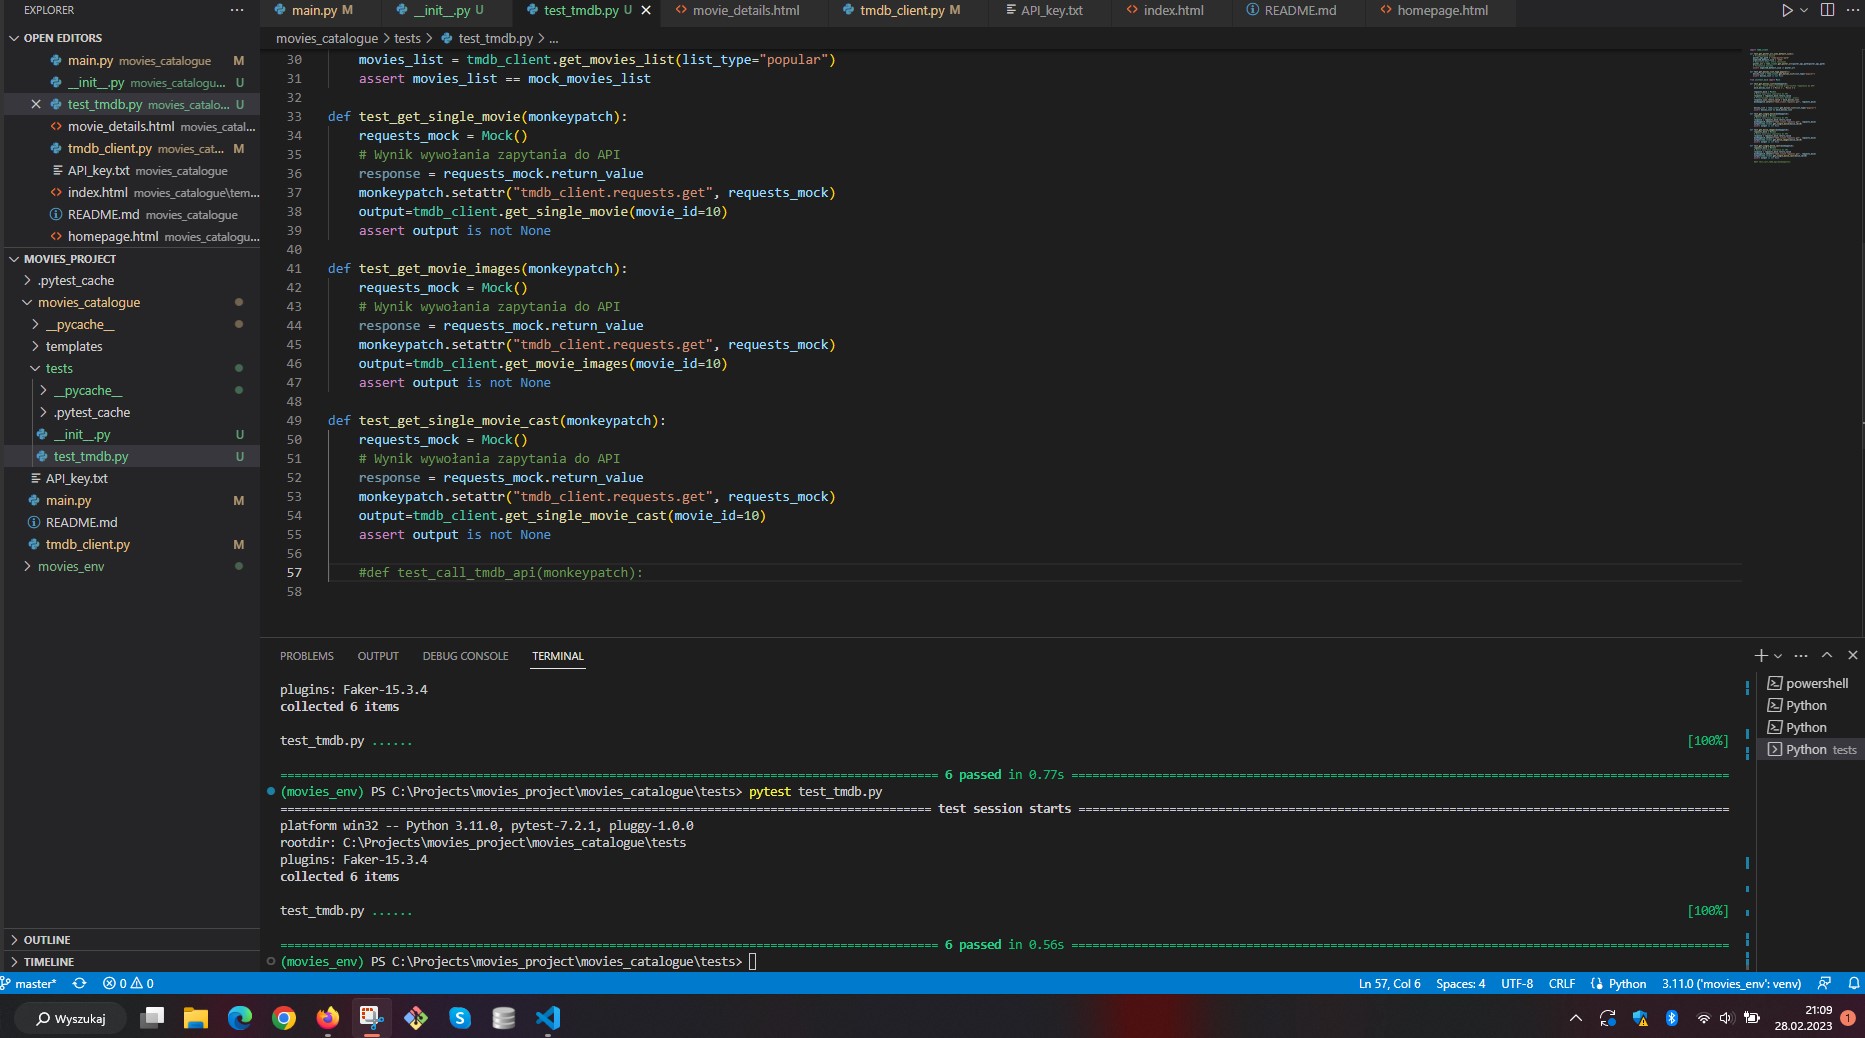 EXPLORER
main.py M
__init__.py U
test_tmdb.py U
movie_details.html
tmdb_client.py M
API_key.txt
index.html
README.md
homepage.html
OPEN EDITORS
main.py movies_catalogue M
__init__.py movies_catalogu... U
test_tmdb.py movies_catalo... U
movie_details.html movies_catal...
tmdb_client.py movies_cat... M
API_key.txt movies_catalogue
index.html movies_catalogue\tem...
README.md movies_catalogue
homepage.html movies_catalogu...
MOVIES_PROJECT
.pytest_cache
movies_catalogue
__pycache__
templates
tests
__pycache__
.pytest_cache
__init__.py U
test_tmdb.py U
API_key.txt
main.py M
README.md
tmdb_client.py M
movies_env
OUTLINE
TIMELINE
movies_catalogue > tests > test_tmdb.py > ...
30 movies_list = tmdb_client.get_movies_list(list_type="popular")
31 assert movies_list == mock_movies_list
32
33 def test_get_single_movie(monkeypatch):
34 requests_mock = Mock()
35 # Wynik wywołania zapytania do API
36 response = requests_mock.return_value
37 monkeypatch.setattr("tmdb_client.requests.get", requests_mock)
38 output=tmdb_client.get_single_movie(movie_id=10)
39 assert output is not None
40
41 def test_get_movie_images(monkeypatch):
42 requests_mock = Mock()
43 # Wynik wywołania zapytania do API
44 response = requests_mock.return_value
45 monkeypatch.setattr("tmdb_client.requests.get", requests_mock)
46 output=tmdb_client.get_movie_images(movie_id=10)
47 assert output is not None
48
49 def test_get_single_movie_cast(monkeypatch):
50 requests_mock = Mock()
51 # Wynik wywołania zapytania do API
52 response = requests_mock.return_value
53 monkeypatch.setattr("tmdb_client.requests.get", requests_mock)
54 output=tmdb_client.get_single_movie_cast(movie_id=10)
55 assert output is not None
56
57 #def test_call_tmdb_api(monkeypatch):
58
PROBLEMS OUTPUT DEBUG CONSOLE TERMINAL
plugins: Faker-15.3.4
collected 6 items
test_tmdb.py ...... [100%]
6 passed in 0.77s
(movies_env) PS C:\Projects\movies_project\movies_catalogue\tests> pytest test_tmdb.py
test session starts
platform win32 -- Python 3.11.0, pytest-7.2.1, pluggy-1.0.0
rootdir: C:\Projects\movies_project\movies_catalogue\tests
plugins: Faker-15.3.4
collected 6 items
test_tmdb.py ...... [100%]
6 passed in 0.56s
(movies_env) PS C:\Projects\movies_project\movies_catalogue\tests>
powershell
Python
Python
Python tests
master* 0 0
Ln 57, Col 6 Spaces: 4 UTF-8 CRLF Python 3.11.0 ('movies_env': venv)
Wyszukaj
21:09
28.02.2023
1